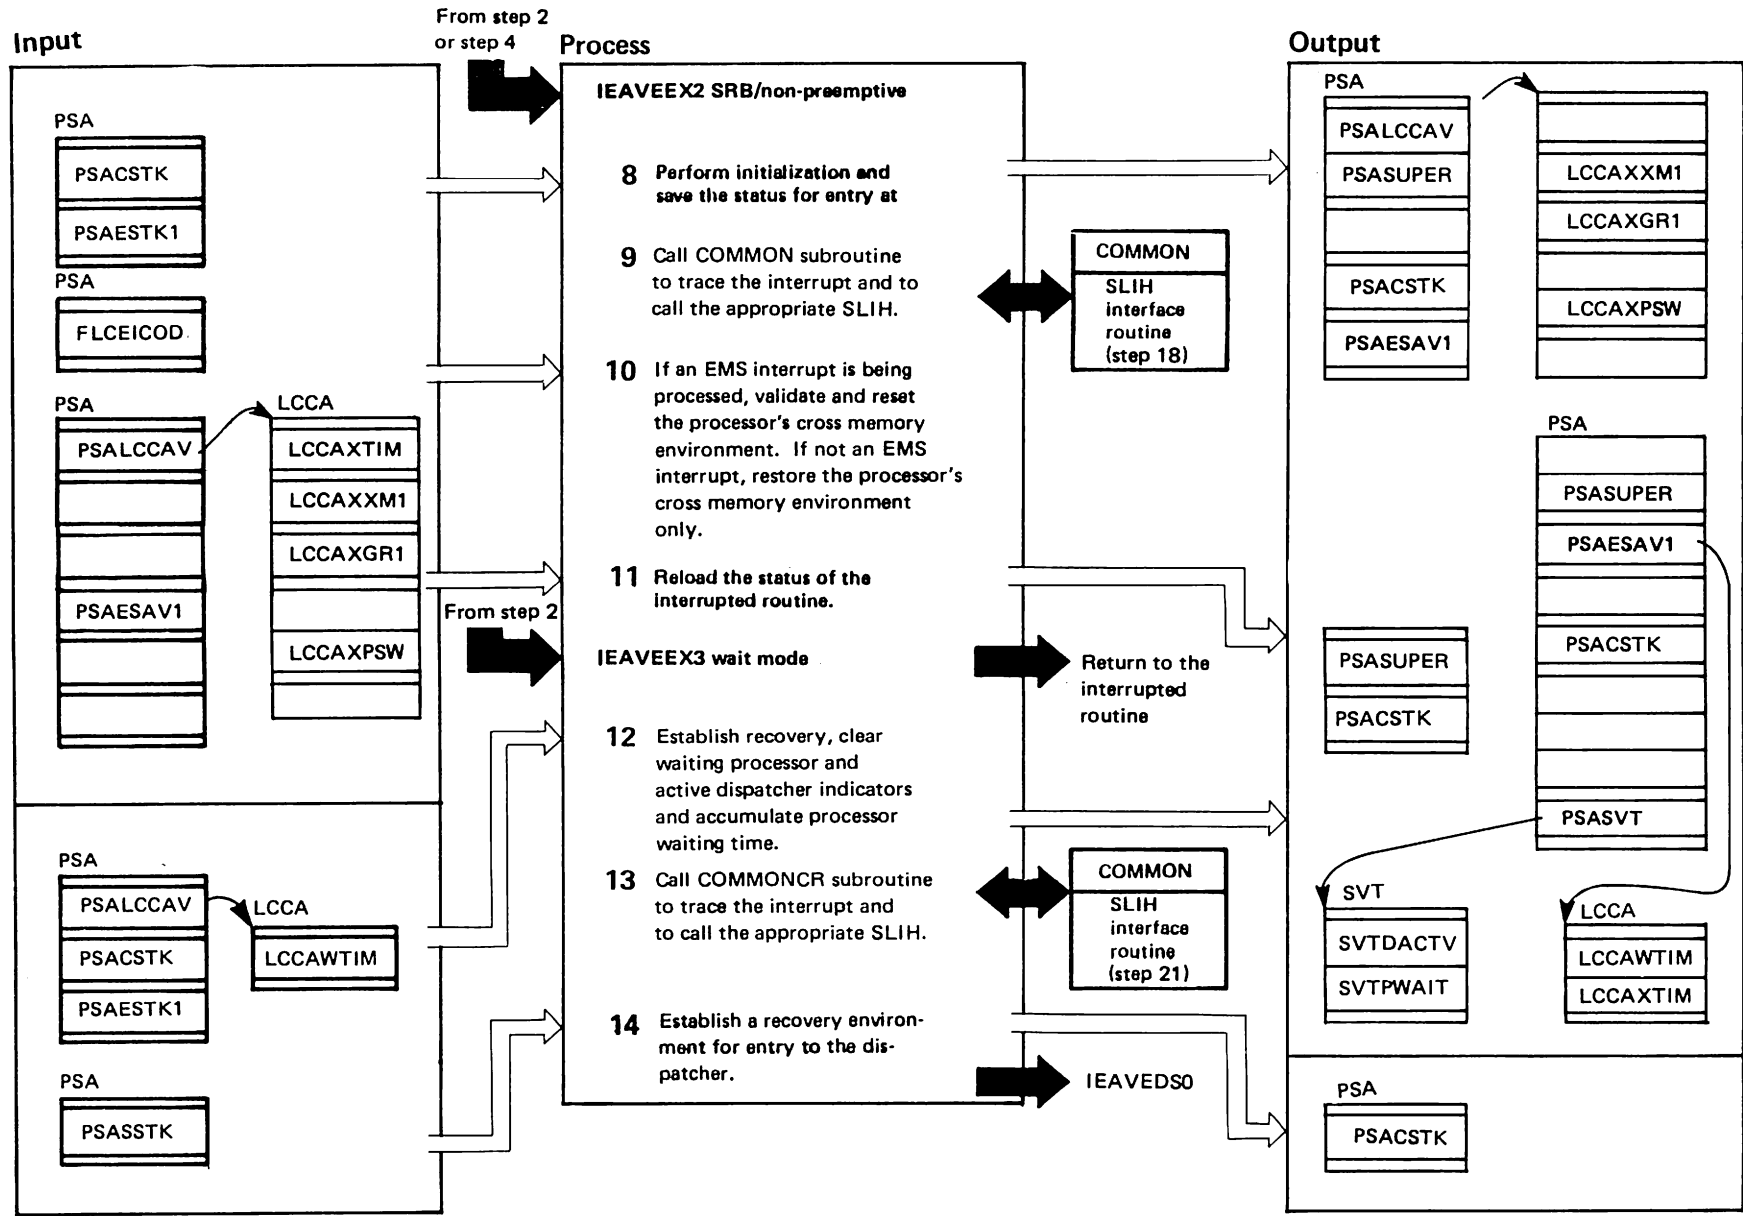 From step 2
or step 4
Input
Process
Output
PSA
PSACSTK
PSAESTK1
PSA
FLCEICOD
PSA
PSALCCAV
PSAESAV1
LCCA
LCCAXTIM
LCCAXXM1
LCCAXGR1
LCCAXPSW
PSA
PSALCCAV
PSACSTK
PSAESTK1
LCCA
LCCAWTIM
PSA
PSASSTK
IEAVEEX2 SRB/non-preemptive
8 Perform initialization and
save the status for entry at
9 Call COMMON subroutine
to trace the interrupt and to
call the appropriate SLIH.
COMMON
SLIH
interface
routine
(step 18)
10 If an EMS interrupt is being
processed, validate and reset
the processor's cross memory
environment. If not an EMS
interrupt, restore the processor's
cross memory environment
only.
11 Reload the status of the
interrupted routine.
From step 2
IEAVEEX3 wait mode
Return to the
interrupted
routine
12 Establish recovery, clear
waiting processor and
active dispatcher indicators
and accumulate processor
waiting time.
13 Call COMMONCR subroutine
to trace the interrupt and
to call the appropriate SLIH.
COMMON
SLIH
interface
routine
(step 21)
14 Establish a recovery environ-
ment for entry to the dis-
patcher.
IEAVEDS0
PSA
PSALCCAV
PSASUPER
PSACSTK
PSAESAV1
LCCAXXM1
LCCAXGR1
LCCAXPSW
PSA
PSASUPER
PSAESAV1
PSACSTK
PSASVT
PSASUPER
PSACSTK
SVT
SVTDACTV
SVTPWAIT
LCCA
LCCAWTIM
LCCAXTIM
PSA
PSACSTK